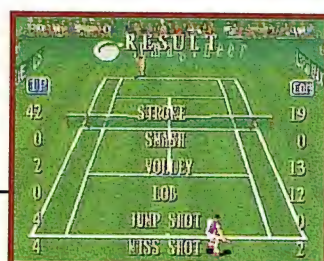 RESULT
42 STROKE 19
0 SMASH 0
2 VOLLEY 13
0 LOB 12
4 JUMP SHOT 0
4 MISS SHOT 2